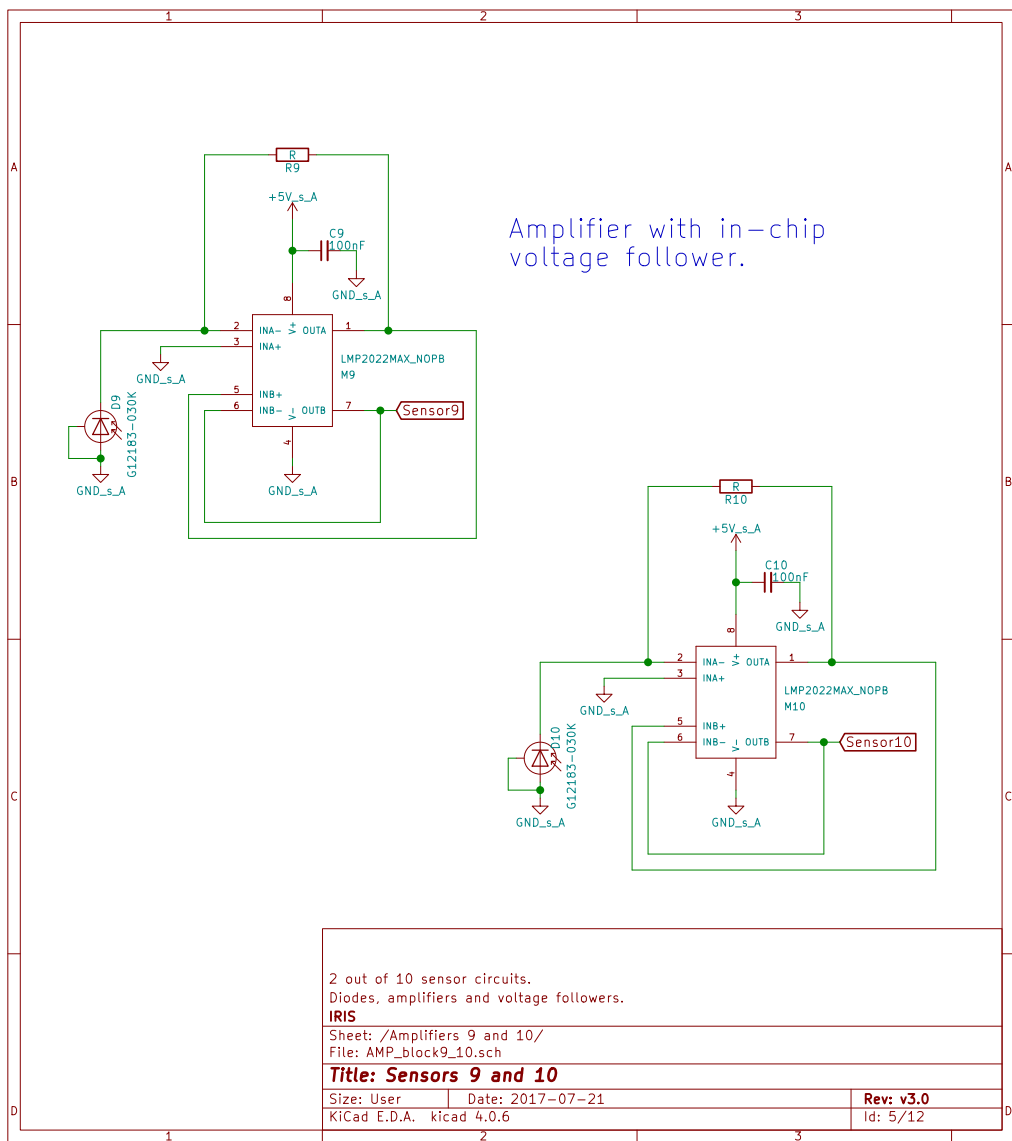 1 2 3
A A
R
R9
+5V_s_A
C9
100nF
GND_s_A
Amplifier with in-chip
voltage follower.
8
2 INA- V+ OUTA 1
3 INA+
LMP2022MAX_NOPB
M9
GND_s_A
5 INB+
6 INB- V- OUTB 7
Sensor9
D9
G12183-030K
4
GND_s_A
GND_s_A
B B
R
R10
+5V_s_A
C10
100nF
GND_s_A
8
2 INA- V+ OUTA 1
3 INA+
LMP2022MAX_NOPB
M10
GND_s_A
5 INB+
6 INB- V- OUTB 7
Sensor10
D10
G12183-030K
4
GND_s_A
GND_s_A
C C
2 out of 10 sensor circuits.
Diodes, amplifiers and voltage followers.
IRIS
Sheet: /Amplifiers 9 and 10/
File: AMP_block9_10.sch
Title: Sensors 9 and 10
Size: User Date: 2017-07-21 Rev: v3.0
KiCad E.D.A. kicad 4.0.6 Id: 5/12
D D
1 2 3